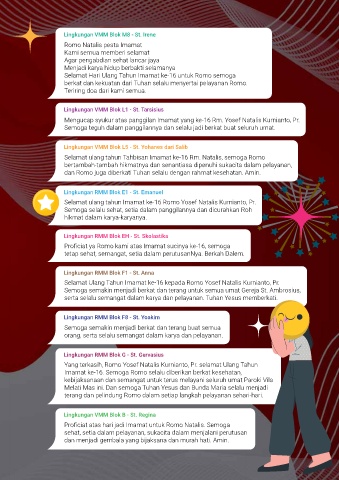 Lingkungan VMM Blok M8 - St. Irene
Romo Natalis pesta Imamat
Kami semua memberi selamat
Agar pengabdian sehat lancar jaya
Menjadi karya hidup berbakti selamanya
Selamat Hari Ulang Tahun Imamat ke-16 untuk Romo semoga
berkat dan kekuatan dari Tuhan selalu menyertai pelayanan Romo.
Teriring doa dari kami semua.
Lingkungan VMM Blok L1 - St. Tarsisius
Mengucap syukur atas panggilan Imamat yang ke-16 Rm. Yosef Natalis Kurnianto, Pr.
Semoga teguh dalam panggilannya dan selalu jadi berkat buat seluruh umat.
Lingkungan VMM Blok L5 - St. Yohanes dari Salib
Selamat ulang tahun Tahbisan Imamat ke-16 Rm. Natalis, semoga Romo
bertambah-tambah hikmatnya dan senantiasa dipenuhi sukacita dalam pelayanan,
dan Romo juga diberkati Tuhan selalu dengan rahmat kesehatan. Amin.
Lingkungan RMM Blok E1 - St. Emanuel
Selamat ulang tahun Imamat ke-16 Romo Yosef Natalis Kurnianto, Pr.
Semoga selalu sehat, setia dalam panggilannya dan dicurahkan Roh
hikmat dalam karya-karyanya.
Lingkungan RMM Blok EH - St. Skolastika
Proficiat ya Romo kami atas Imamat sucinya ke-16, semoga
tetap sehat, semangat, setia dalam perutusanNya. Berkah Dalem.
Lingkungan RMM Blok F1 - St. Anna
Selamat Ulang Tahun Imamat ke-16 kepada Romo Yosef Natalis Kurnianto, Pr.
Semoga semakin menjadi berkat dan terang untuk semua umat Gereja St. Ambrosius,
serta selalu semangat dalam karya dan pelayanan. Tuhan Yesus memberkati.
Lingkungan RMM Blok F8 - St. Yoakim
Semoga semakin menjadi berkat dan terang buat semua
orang, serta selalu semangat dalam karya dan pelayanan.
Lingkungan RMM Blok G - St. Gervasius
Yang terkasih, Romo Yosef Natalis Kurnianto, Pr. selamat Ulang Tahun
Imamat ke-16. Semoga Romo selalu diberikan berkat kesehatan,
kebijaksanaan dan semangat untuk terus melayani seluruh umat Paroki Vila
Melati Mas ini. Dan semoga Tuhan Yesus dan Bunda Maria selalu menjadi
terang dan pelindung Romo dalam setiap langkah pelayanan sehari-hari.
Lingkungan VMM Blok B - St. Regina
Proficiat atas hari jadi Imamat untuk Romo Natalis. Semoga
sehat, setia dalam pelayanan, sukacita dalam menjalani perutusan
dan menjadi gembala yang bijaksana dan murah hati. Amin.